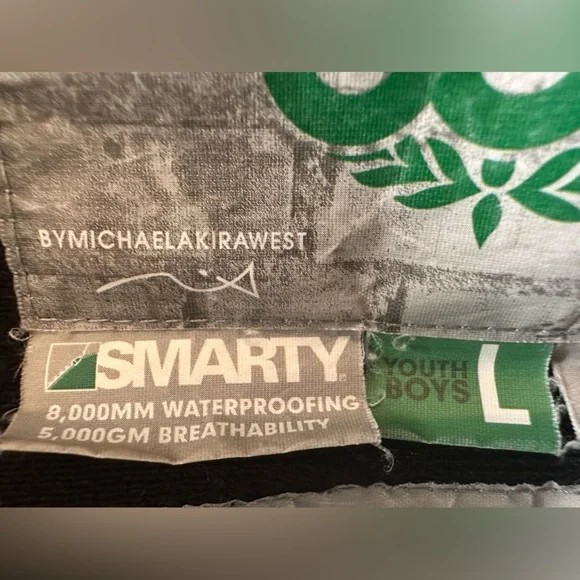 BYMICHAELAKIRAWEST
SMARTY
8,000MM WATERPROOFING
5,000GM BREATHABILITY
YOUTH
BOYS
L